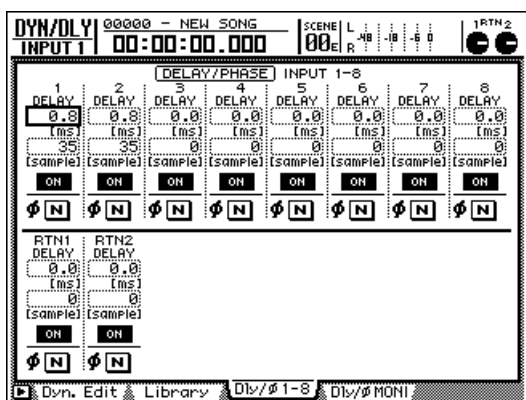 DYN/DLY 00000 - NEW SONG SCENE L 1RTN2
INPUT 1 00:00:00.000 00E R -48 -18 -6 0
DELAY/PHASE INPUT 1-8
1 2 3 4 5 6 7 8
DELAY DELAY DELAY DELAY DELAY DELAY DELAY DELAY
0.8 0.8 0.0 0.0 0.0 0.0 0.0 0.0
[ms] [ms] [ms] [ms] [ms] [ms] [ms] [ms]
35 35 0 0 0 0 0 0
[sample] [sample] [sample] [sample] [sample] [sample] [sample] [sample]
ON ON ON ON ON ON ON ON
φ N φ N φ N φ N φ N φ N φ N φ N
RTN1 RTN2
DELAY DELAY
0.0 0.0
[ms] [ms]
0 0
[sample] [sample]
ON ON
φ N φ N
Dyn. Edit Library Dly/φ1-8 Dly/φMONI